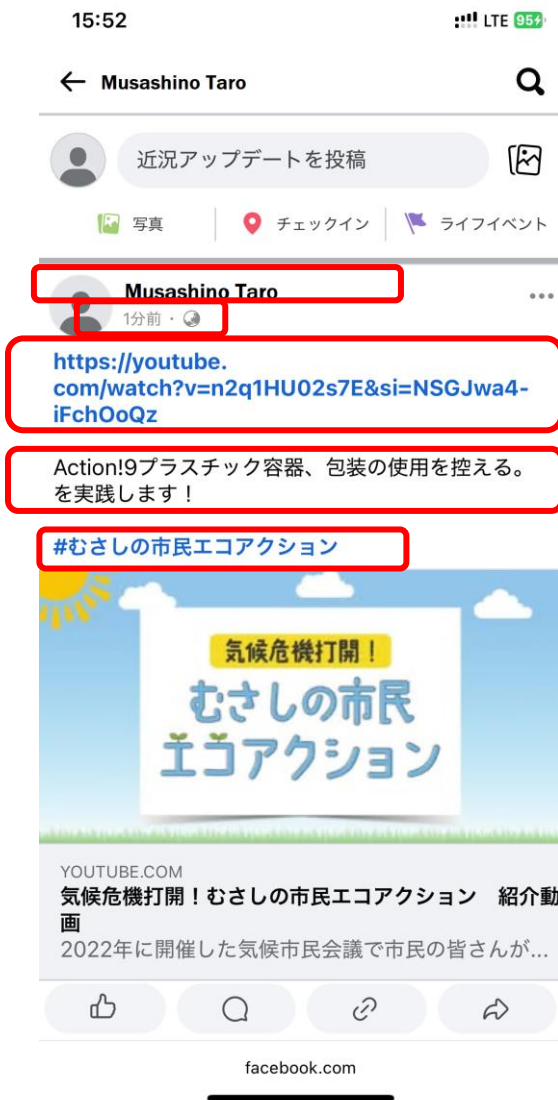 15:52
LTE 95
Musashino Taro
近況アップデートを投稿
写真 チェックイン ライフイベント
Musashino Taro
1分前・
https://youtube.
com/watch?v=n2q1HU02s7E&si=NSGJwa4-
iFchOoQz
Action!9プラスチック容器、包装の使用を控える。
を実践します！
#むさしの市民エコアクション
気候危機打開！
むさしの市民
エコアクション
YOUTUBE.COM
気候危機打開！むさしの市民エコアクション　紹介動
画
2022年に開催した気候市民会議で市民の皆さんが...
facebook.com